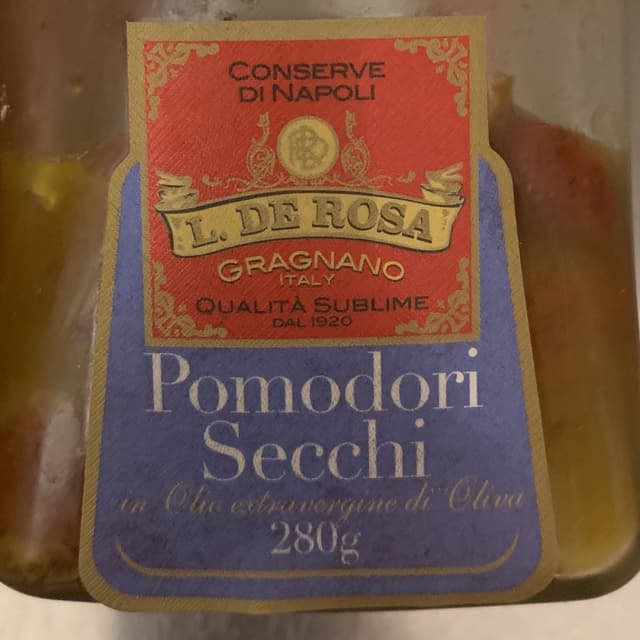 CONSERVE
DI NAPOLI
L. DE ROSA
GRAGNANO
ITALY
QUALITÀ SUBLIME
DAL 1920
Pomodori
Secchi
in Olio extravergine di Oliva
280g